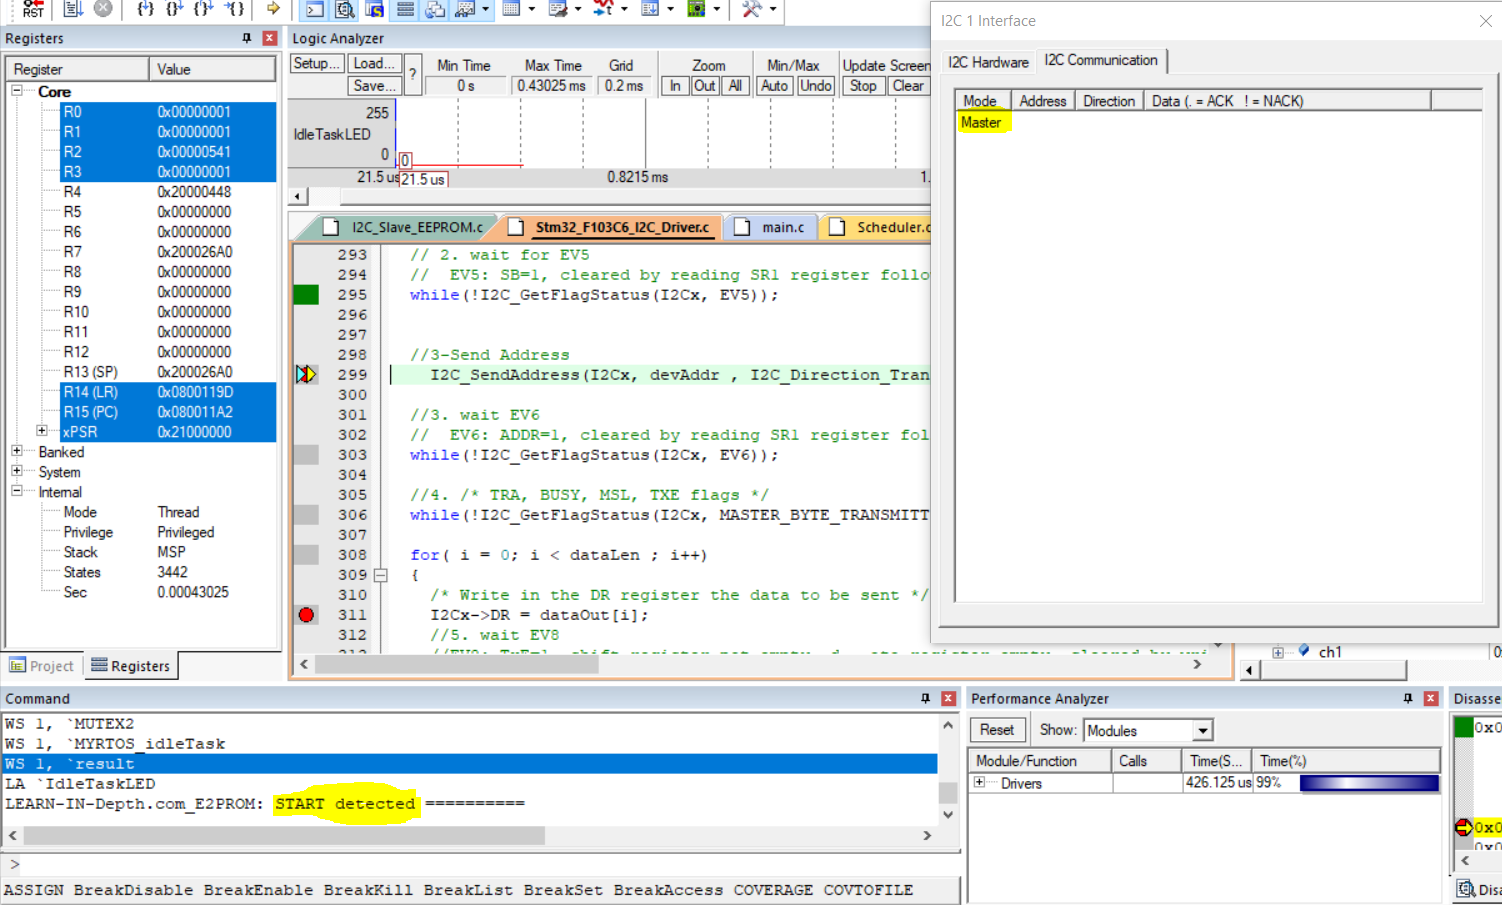 RST
I2C 1 Interface
Registers
Register Value
Core
R0 0x00000001
R1 0x00000001
R2 0x00000541
R3 0x00000001
R4 0x20000448
R5 0x00000000
R6 0x00000000
R7 0x200026A0
R8 0x00000000
R9 0x00000000
R10 0x00000000
R11 0x00000000
R12 0x00000000
R13 (SP) 0x200026A0
R14 (LR) 0x0800119D
R15 (PC) 0x080011A2
xPSR 0x21000000
Banked
System
Internal
Mode Thread
Privilege Privileged
Stack MSP
States 3442
Sec 0.00043025
Project Registers
Logic Analyzer
Setup... Load... ? Min Time Max Time Grid Zoom Min/Max Update Screen
Save... 0 s 0.43025 ms 0.2 ms In Out All Auto Undo Stop Clear
255
IdleTaskLED
0 0
21.5 us 21.5 us 0.8215 ms 1.
I2C_Slave_EEPROM.c Stm32_F103C6_I2C_Driver.c main.c Scheduler.c
293 // 2. wait for EV5
294 // EV5: SB=1, cleared by reading SR1 register follo
295 while(!I2C_GetFlagStatus(I2Cx, EV5));
296
297
298 //3-Send Address
299 I2C_SendAddress(I2Cx, devAddr , I2C_Direction_Tran
300
301 //3. wait EV6
302 // EV6: ADDR=1, cleared by reading SR1 register fol
303 while(!I2C_GetFlagStatus(I2Cx, EV6));
304
305 //4. /* TRA, BUSY, MSL, TXE flags */
306 while(!I2C_GetFlagStatus(I2Cx, MASTER_BYTE_TRANSMITT
307
308 for( i = 0; i < dataLen ; i++)
309 {
310 /* Write in the DR register the data to be sent */
311 I2Cx->DR = dataOut[i];
312 //5. wait EV8
I2C Hardware I2C Communication
Mode Address Direction Data (. = ACK ! = NACK)
Master
ch1
Command
WS 1, `MUTEX2
WS 1, `MYRTOS_idleTask
WS 1, `result
LA `IdleTaskLED
LEARN-IN-Depth.com_E2PROM: START detected ==========
>
ASSIGN BreakDisable BreakEnable BreakKill BreakList BreakSet BreakAccess COVERAGE COVTOFILE
Performance Analyzer
Reset Show: Modules
Module/Function Calls Time(S... Time(%)
Drivers 426.125 us 99%
Disasse
0x0
0x0
Disa